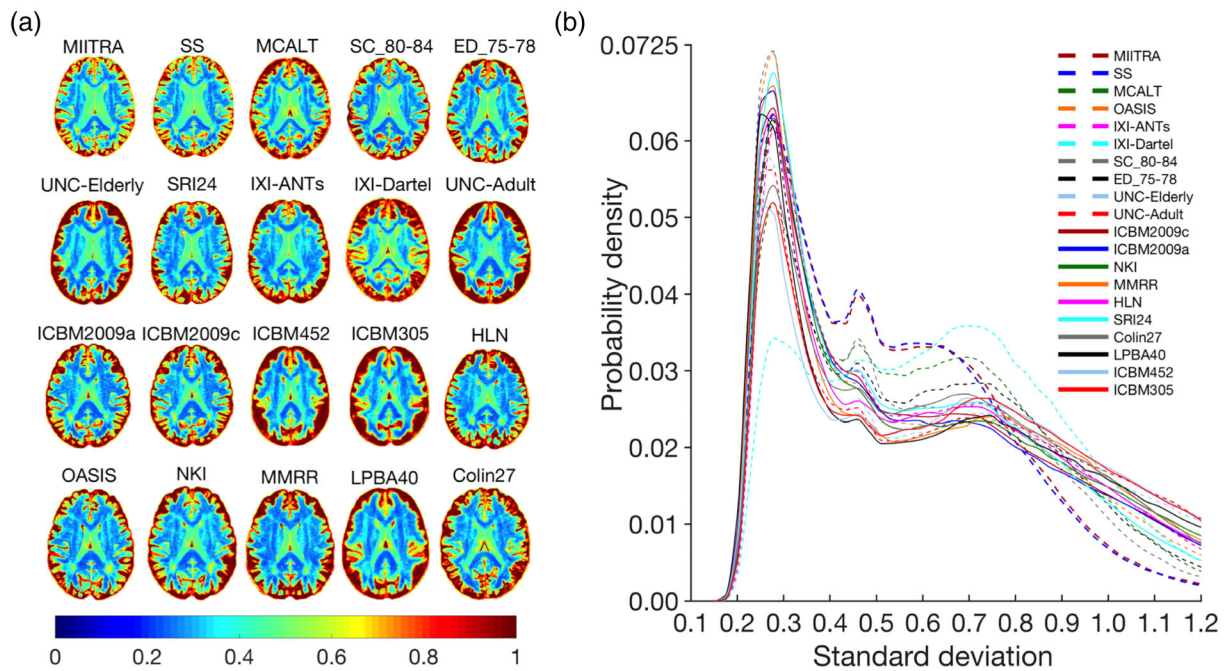 (a)
MIITRA SS MCALT SC_80-84 ED_75-78
UNC-Elderly SRI24 IXI-ANTs IXI-Dartel UNC-Adult
ICBM2009a ICBM2009c ICBM452 ICBM305 HLN
OASIS NKI MMRR LPBA40 Colin27
0 0.2 0.4 0.6 0.8 1
(b)
Probability density
0.0725
0.06
0.05
0.04
0.03
0.02
0.01
0.00
0.1 0.2 0.3 0.4 0.5 0.6 0.7 0.8 0.9 1.0 1.1 1.2
Standard deviation
MIITRA
SS
MCALT
OASIS
IXI-ANTs
IXI-Dartel
SC_80-84
ED_75-78
UNC-Elderly
UNC-Adult
ICBM2009c
ICBM2009a
NKI
MMRR
HLN
SRI24
Colin27
LPBA40
ICBM452
ICBM305